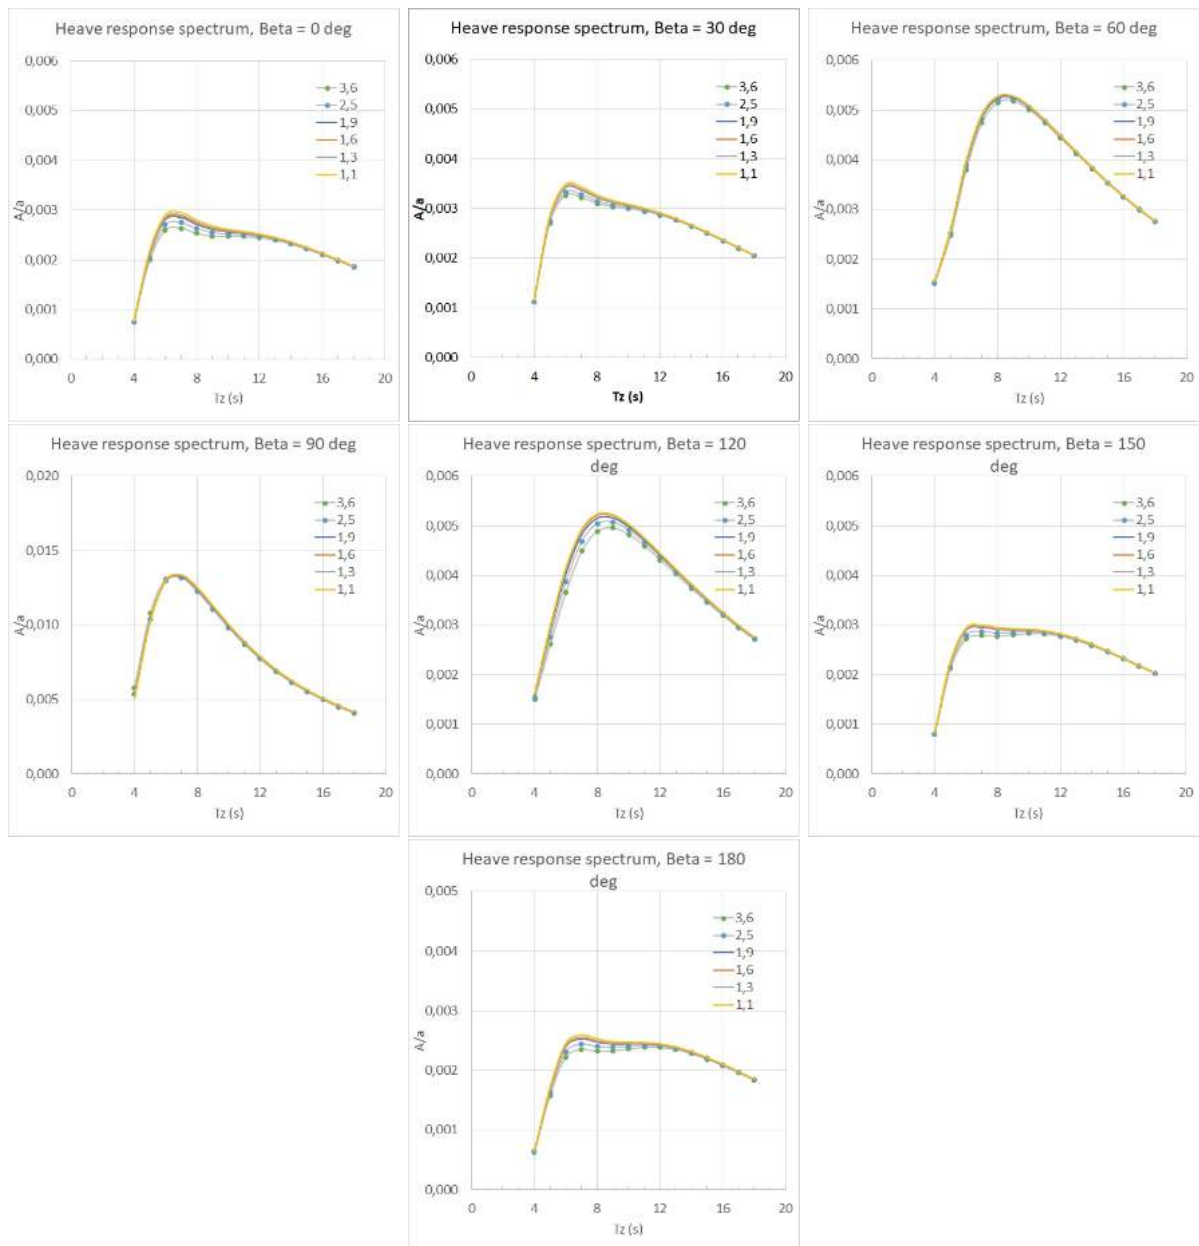 Heave response spectrum, Beta = 0 deg
0,006
0,005
0,004
0,003
0,002
0,001
0,000
A/a
3,6
2,5
1,9
1,6
1,3
1,1
0 4 8 12 16 20
Tz (s)
Heave response spectrum, Beta = 30 deg
0,006
0,005
0,004
0,003
0,002
0,001
0,000
A/a
3,6
2,5
1,9
1,6
1,3
1,1
0 4 8 12 16 20
Tz (s)
Heave response spectrum, Beta = 60 deg
0,006
0,005
0,004
0,003
0,002
0,001
0,000
A/a
3,6
2,5
1,9
1,6
1,3
1,1
0 4 8 12 16 20
Tz (s)
Heave response spectrum, Beta = 90 deg
0,020
0,015
0,010
0,005
0,000
A/a
3,6
2,5
1,9
1,6
1,3
1,1
0 4 8 12 16 20
Tz (s)
Heave response spectrum, Beta = 120
deg
0,006
0,005
0,004
0,003
0,002
0,001
0,000
A/a
3,6
2,5
1,9
1,6
1,3
1,1
0 4 8 12 16 20
Tz (s)
Heave response spectrum, Beta = 150
deg
0,006
0,005
0,004
0,003
0,002
0,001
0,000
A/a
3,6
2,5
1,9
1,6
1,3
1,1
0 4 8 12 16 20
Tz (s)
Heave response spectrum, Beta = 180
deg
0,005
0,004
0,003
0,002
0,001
0,000
A/a
3,6
2,5
1,9
1,6
1,3
1,1
0 4 8 12 16 20
Tz (s)